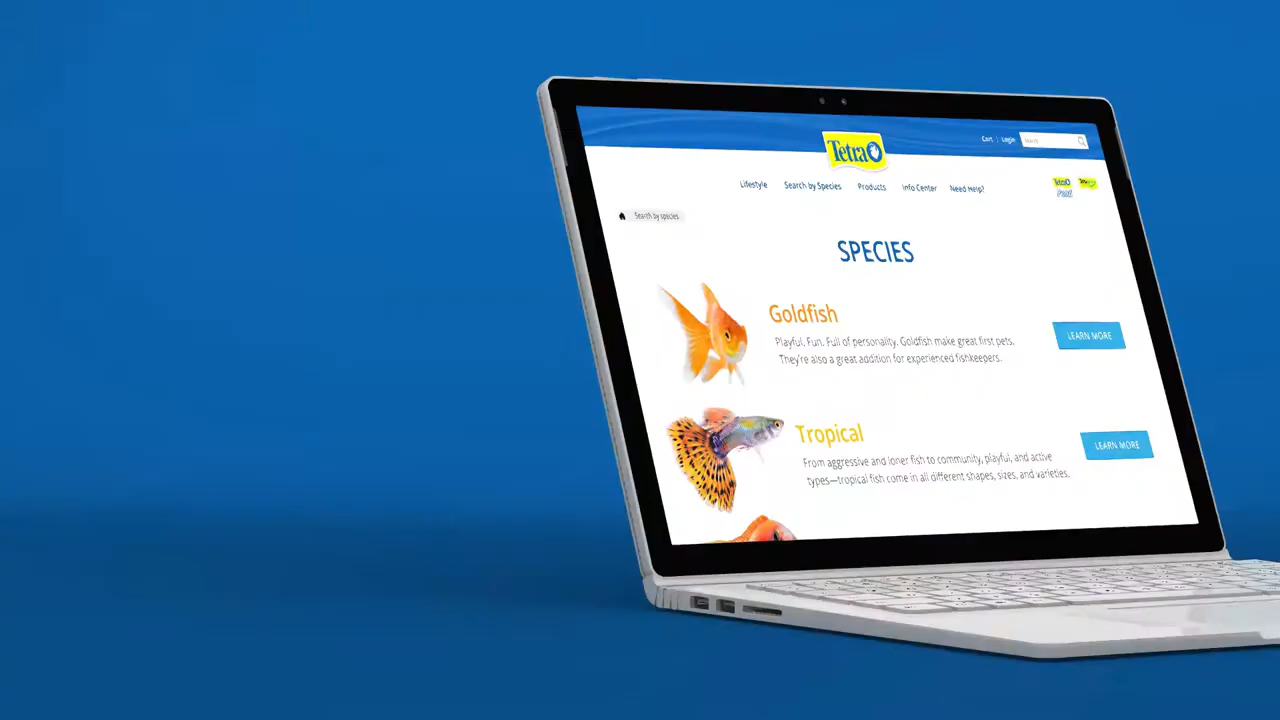 Cart | Login Search
Tetra
Lifestyle Search by Species Products Info Center Need Help?
Tetra
Pond
Search by species
SPECIES
Goldfish
Playful. Fun. Full of personality. Goldfish make great first pets.
They're also a great addition for experienced fishkeepers.
LEARN MORE
Tropical
From aggressive and loner fish to community, playful, and active
types—tropical fish come in all different shapes, sizes, and varieties.
LEARN MORE